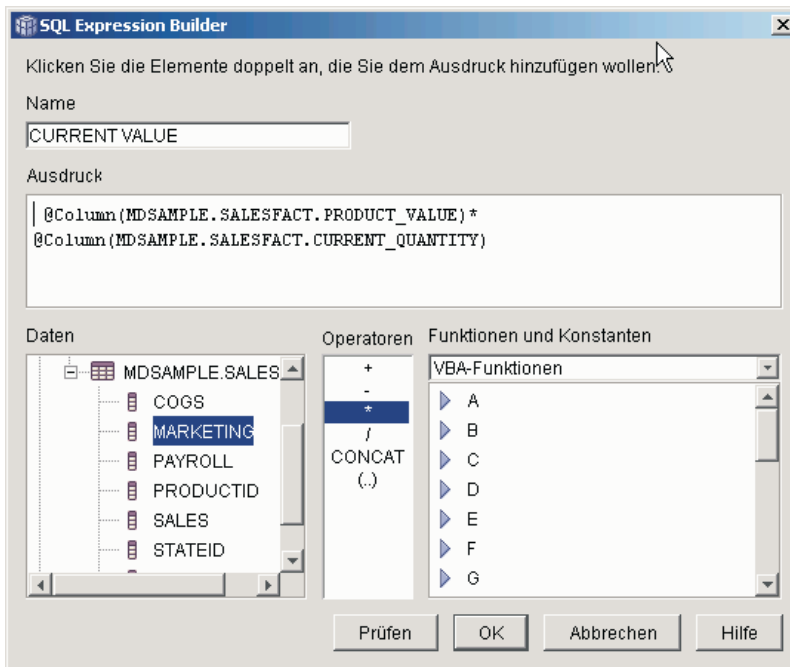 SQL Expression Builder
Klicken Sie die Elemente doppelt an, die Sie dem Ausdruck hinzufügen wollen.
Name
CURRENT VALUE
Ausdruck
@Column(MDSAMPLE.SALESFACT.PRODUCT_VALUE)*
@Column(MDSAMPLE.SALESFACT.CURRENT_QUANTITY)
Daten
MDSAMPLE.SALES
COGS
MARKETING
PAYROLL
PRODUCTID
SALES
STATEID
Operatoren
+
-
*
/
CONCAT
(..)
Funktionen und Konstanten
VBA-Funktionen
A
B
C
D
E
F
G
Prüfen
OK
Abbrechen
Hilfe